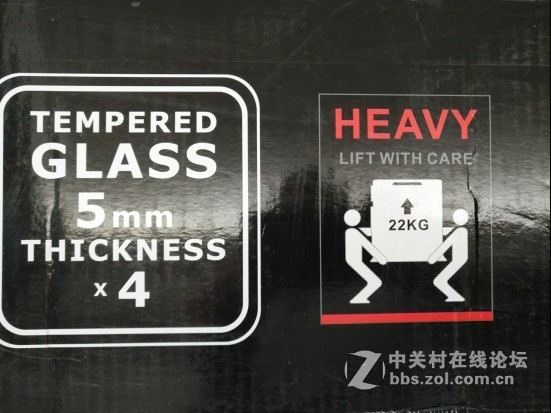 TEMPERED
GLASS
5mm
THICKNESS
x 4
HEAVY
LIFT WITH CARE
22KG
中关村在线论坛
bbs.zol.com.cn